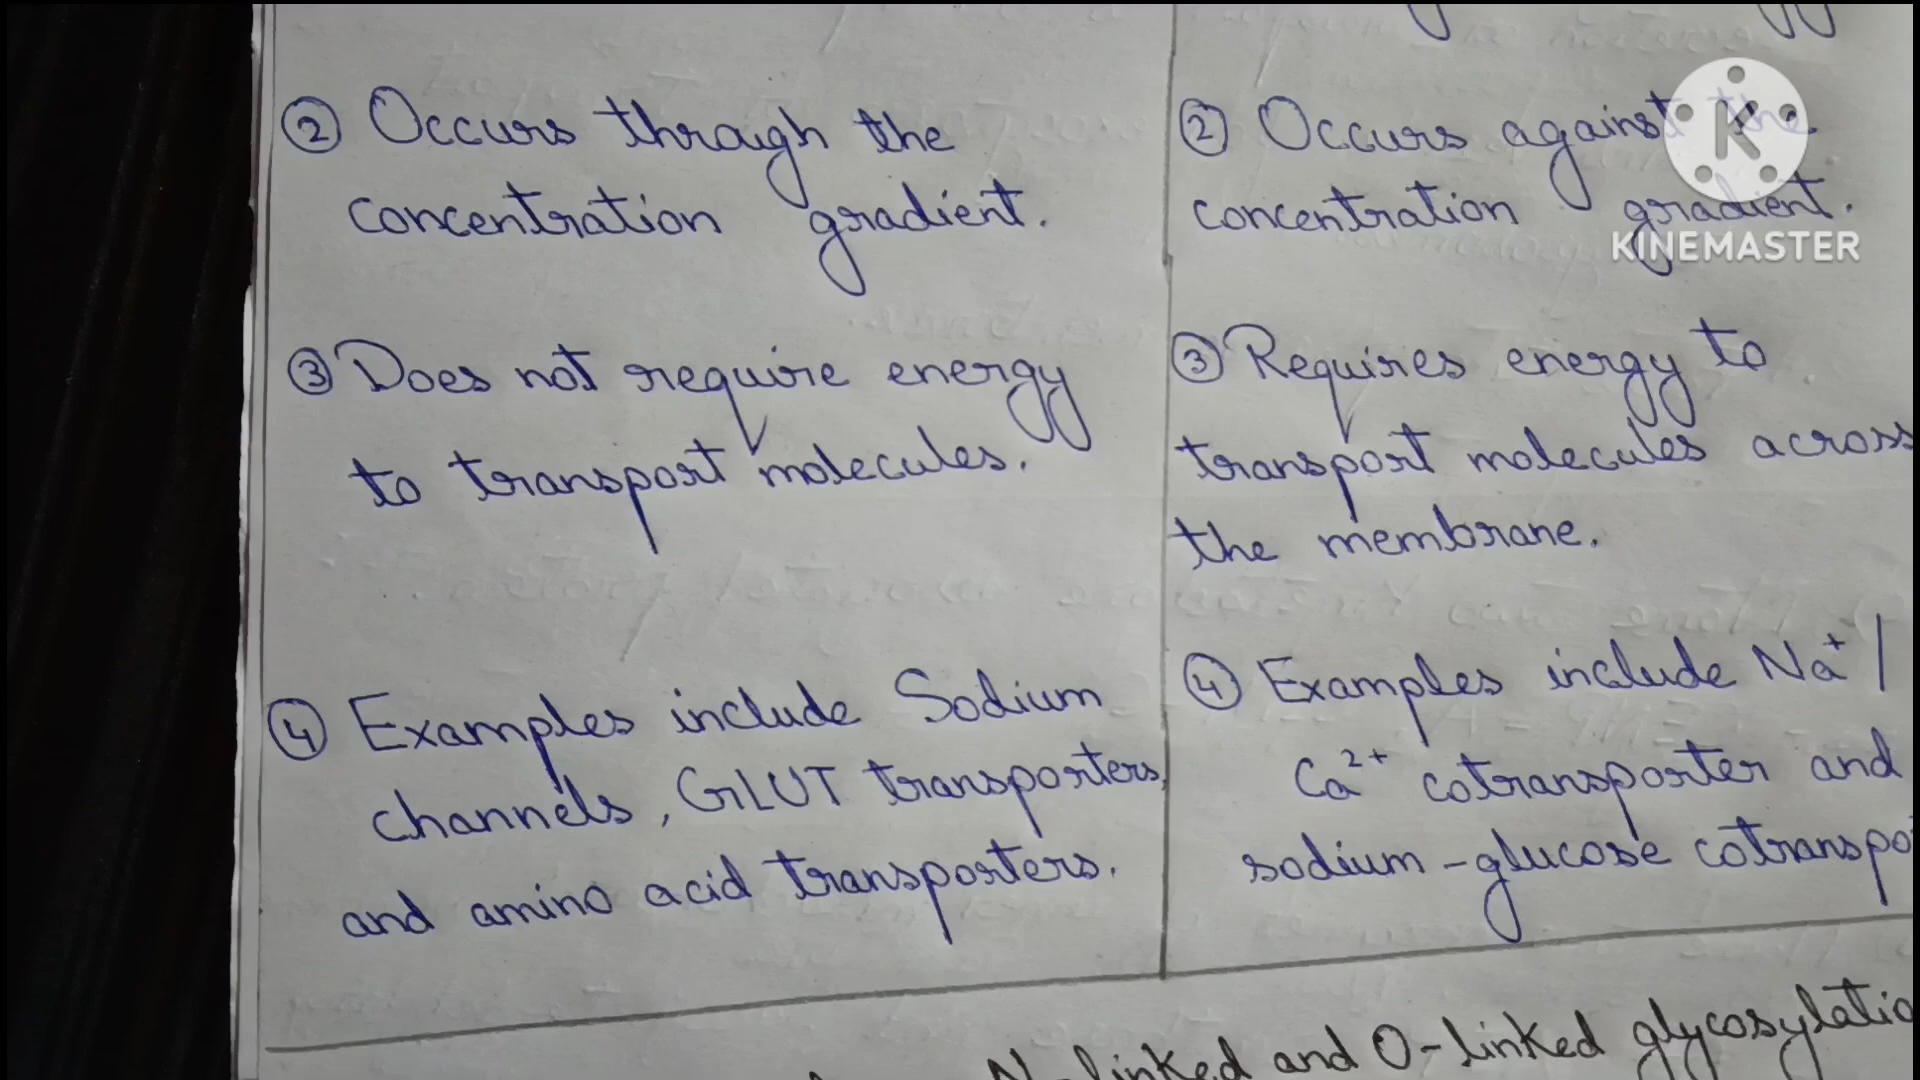 ② Occurs through the
concentration gradient.
③ Does not require energy
to transport molecules.
④ Examples include Sodium
channels, GLUT transporters,
and amino acid transporters.
② Occurs against the
concentration gradient.
③ Requires energy to
transport molecules across
the membrane.
④ Examples include Na⁺/
Ca²⁺ cotransporter and
sodium-glucose cotranspo
N-linked and O-linked glycosylatio
KINEMASTER